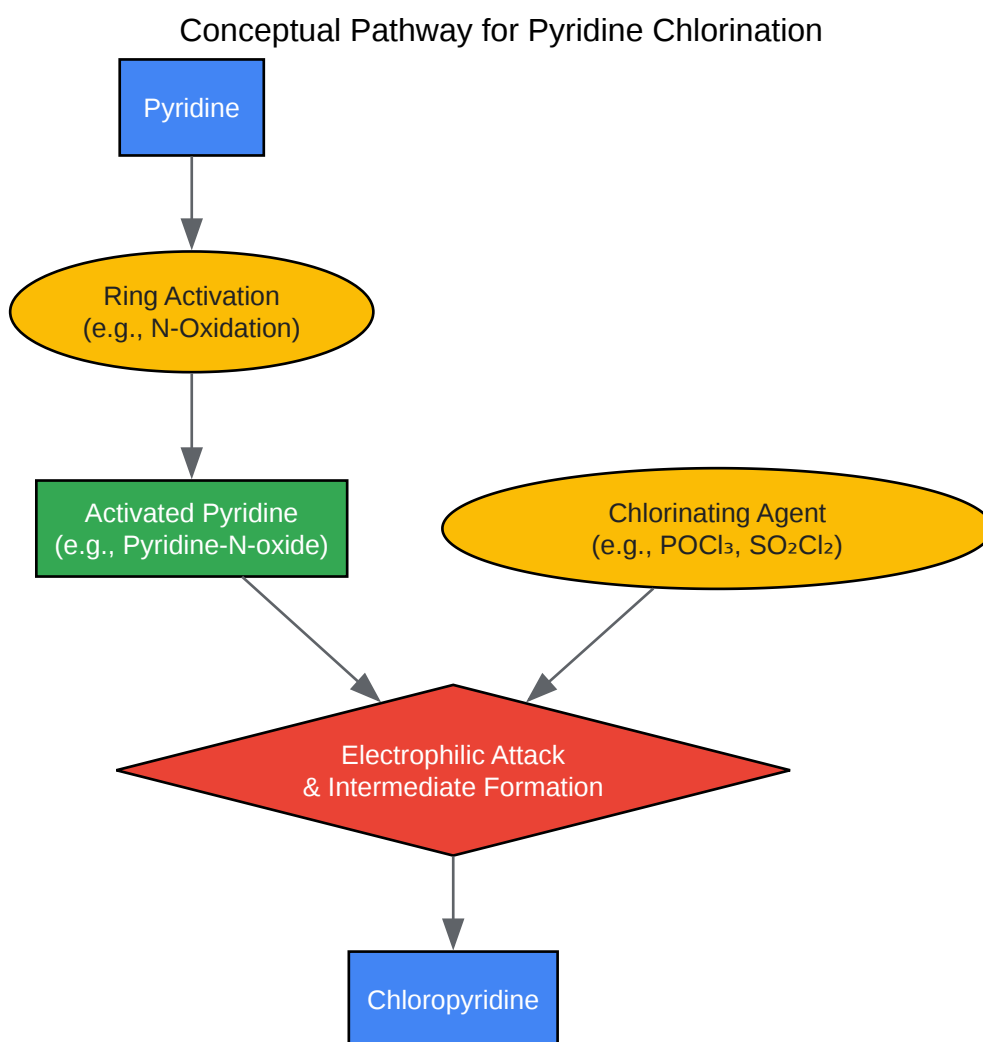 Conceptual Pathway for Pyridine Chlorination
Pyridine
Ring Activation
(e.g., N-Oxidation)
Activated Pyridine
(e.g., Pyridine-N-oxide)
Chlorinating Agent
(e.g., POCl₃, SO₂Cl₂)
Electrophilic Attack
& Intermediate Formation
Chloropyridine